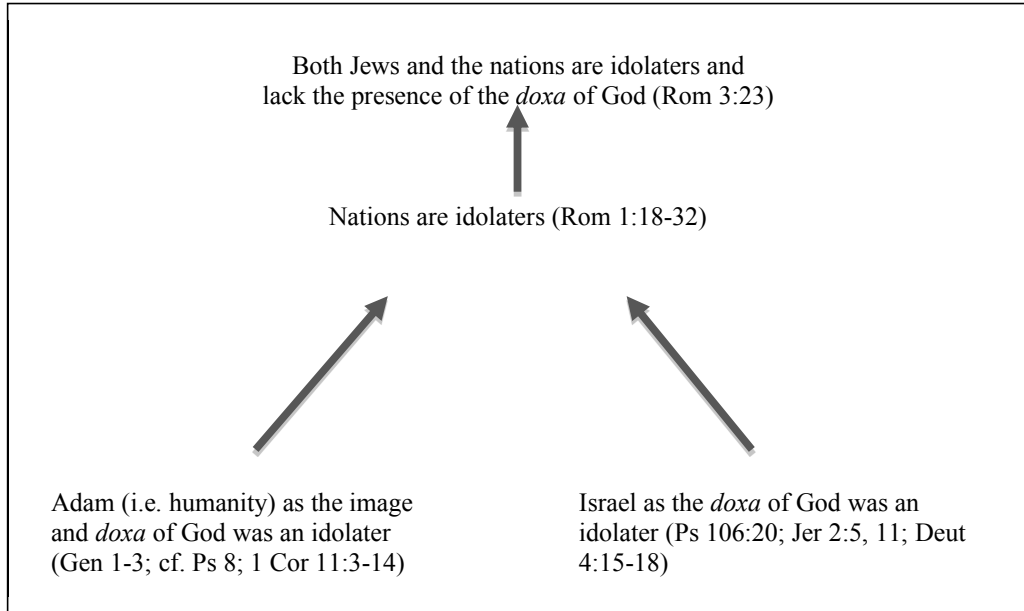 Both Jews and the nations are idolaters and
lack the presence of the doxa of God (Rom 3:23)
Nations are idolaters (Rom 1:18-32)
Adam (i.e. humanity) as the image
and doxa of God was an idolater
(Gen 1-3; cf. Ps 8; 1 Cor 11:3-14)
Israel as the doxa of God was an
idolater (Ps 106:20; Jer 2:5, 11; Deut
4:15-18)